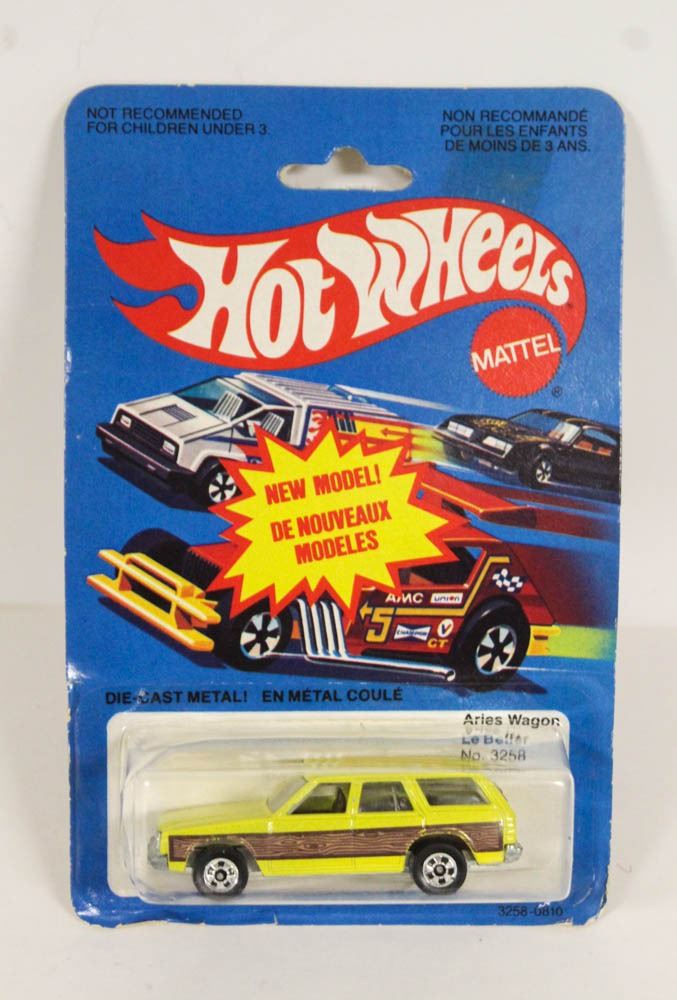 NOT RECOMMENDED
FOR CHILDREN UNDER 3.
NON RECOMMANDÉ
POUR LES ENFANTS
DE MOINS DE 3 ANS.
HOT WHEELS
MATTEL
®
NEW MODEL!
DE NOUVEAUX
MODELES
AMC union
5 CHAMPION V
GT
DIE-CAST METAL! EN MÉTAL COULÉ
Aries Wagon
Le Belier
No. 3258
3258-0810